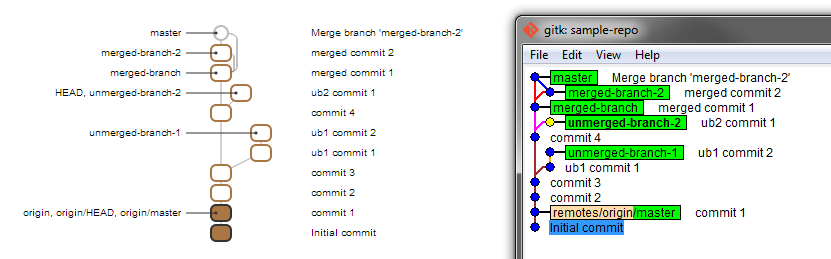 master Merge branch 'merged-branch-2'
merged-branch-2 merged commit 2
merged-branch merged commit 1
HEAD, unmerged-branch-2 ub2 commit 1
commit 4
unmerged-branch-1 ub1 commit 2
ub1 commit 1
commit 3
commit 2
origin, origin/HEAD, origin/master commit 1
Initial commit
gitk: sample-repo
File Edit View Help
master Merge branch 'merged-branch-2'
merged-branch-2 merged commit 2
merged-branch merged commit 1
unmerged-branch-2 ub2 commit 1
commit 4
unmerged-branch-1 ub1 commit 2
ub1 commit 1
commit 3
commit 2
remotes/origin/master commit 1
Initial commit